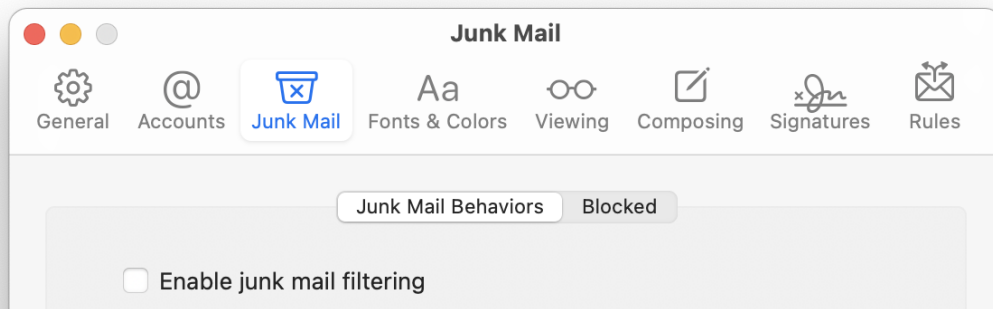 Junk Mail
General Accounts Junk Mail Fonts & Colors Viewing Composing Signatures Rules
Junk Mail Behaviors Blocked
Enable junk mail filtering